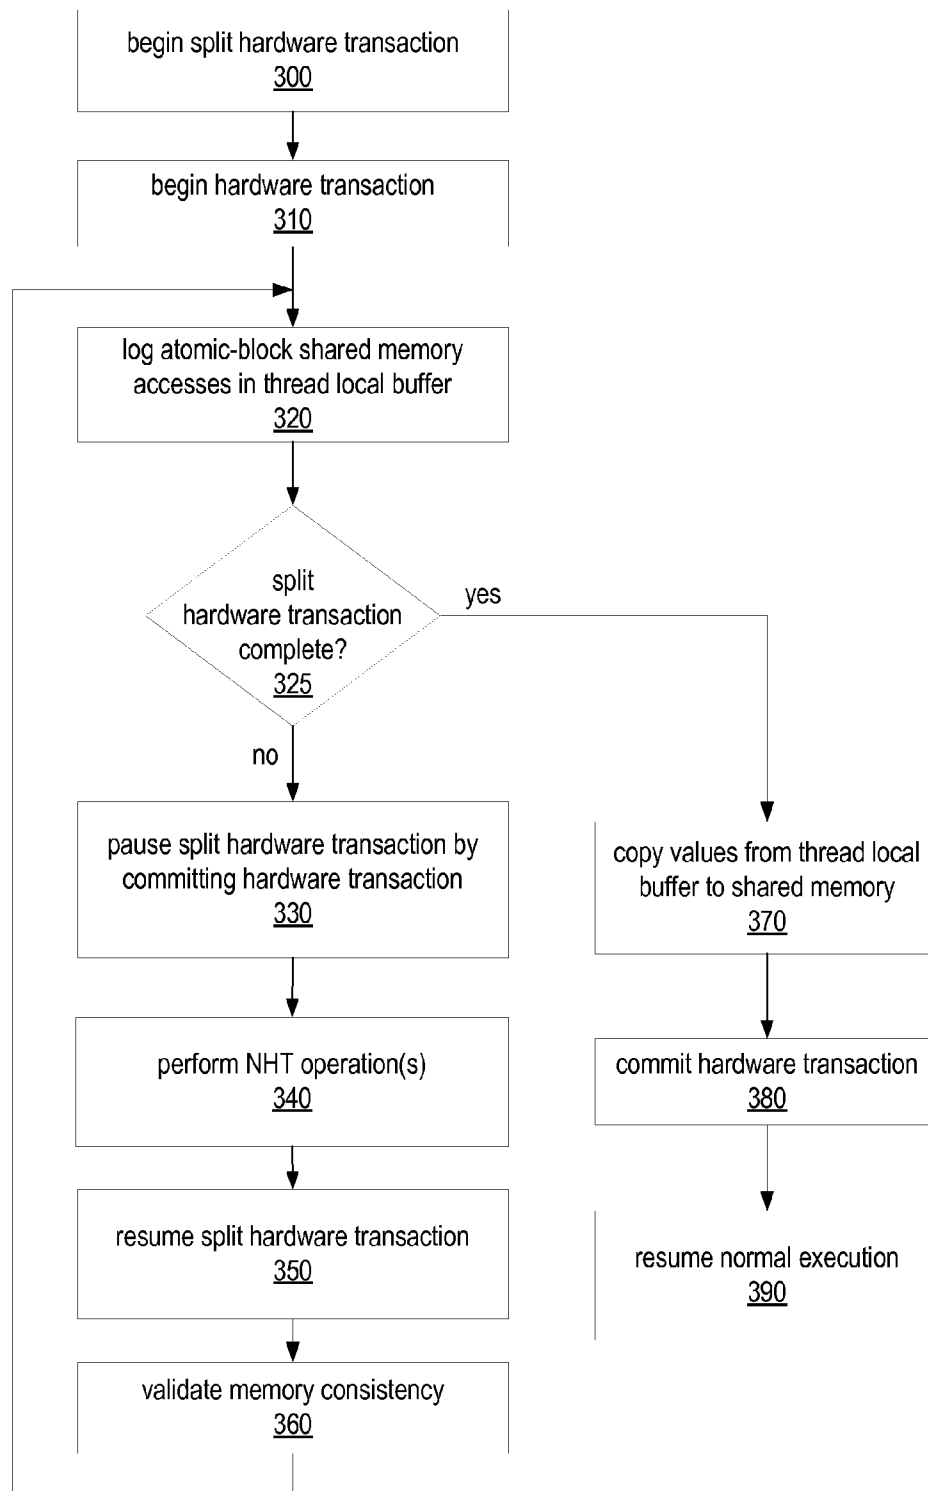 begin split hardware transaction
300
begin hardware transaction
310
log atomic-block shared memory
accesses in thread local buffer
320
split
hardware transaction
complete?
325
yes
no
pause split hardware transaction by
committing hardware transaction
330
perform NHT operation(s)
340
resume split hardware transaction
350
validate memory consistency
360
copy values from thread local
buffer to shared memory
370
commit hardware transaction
380
resume normal execution
390